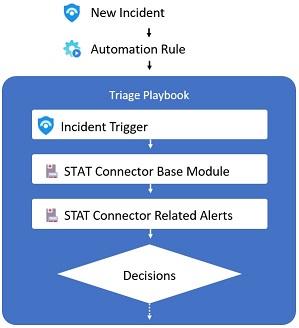 New Incident
Automation Rule
Triage Playbook
Incident Trigger
STAT Connector Base Module
STAT Connector Related Alerts
Decisions